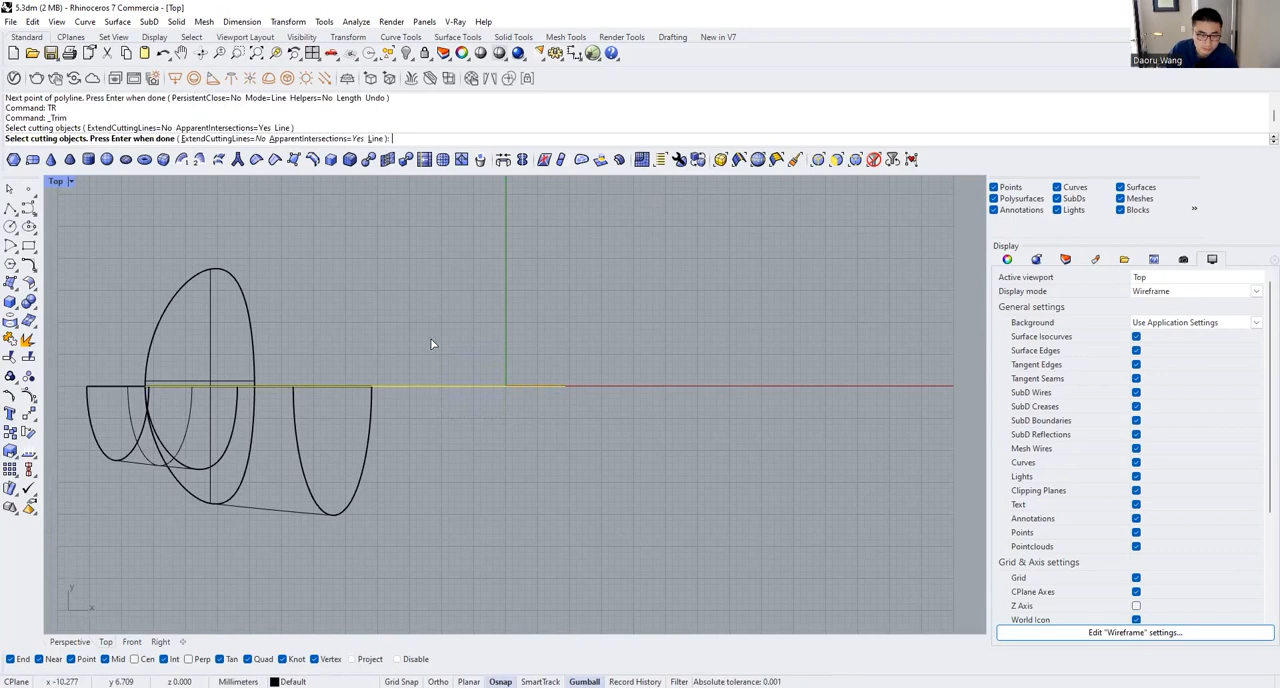 5.3dm (2 MB) - Rhinoceros 7 Commercia - [Top]
File Edit View Curve Surface SubD Solid Mesh Dimension Transform Tools Analyze Render Panels V-Ray Help
Daoru Wang
Standard CPlanes Set View Display Select Viewport Layout Visibility Transform Curve Tools Surface Tools Solid Tools Mesh Tools Render Tools Drafting New in V7
Next point of polyline. Press Enter when done ( PersistentClose=No Mode=Line Helpers=No Length Undo )
Command: TR
Command: _Trim
Select cutting objects ( ExtendCuttingLines=No ApparentIntersections=Yes Line )
Select cutting objects. Press Enter when done ( ExtendCuttingLines=No ApparentIntersections=Yes Line ):
Top
Points Curves Surfaces
Polysurfaces SubDs Meshes
Annotations Lights Blocks »
Display
Active viewport Top
Display mode Wireframe
General settings
Background Use Application Settings
Surface Isocurves
Surface Edges
Tangent Edges
Tangent Seams
SubD Wires
SubD Creases
SubD Boundaries
SubD Reflections
Mesh Wires
Curves
Lights
Clipping Planes
Text
Annotations
Points
Pointclouds
Grid & Axis settings
Grid
CPlane Axes
Z Axis
World Icon
Edit "Wireframe" settings...
y
x
Perspective Top Front Right
End Near Point Mid Cen Int Perp Tan Quad Knot Vertex Project Disable
CPlane x -10.277 y 6.709 z 0.000 Millimeters Default Grid Snap Ortho Planar Osnap SmartTrack Gumball Record History Filter Absolute tolerance: 0.001